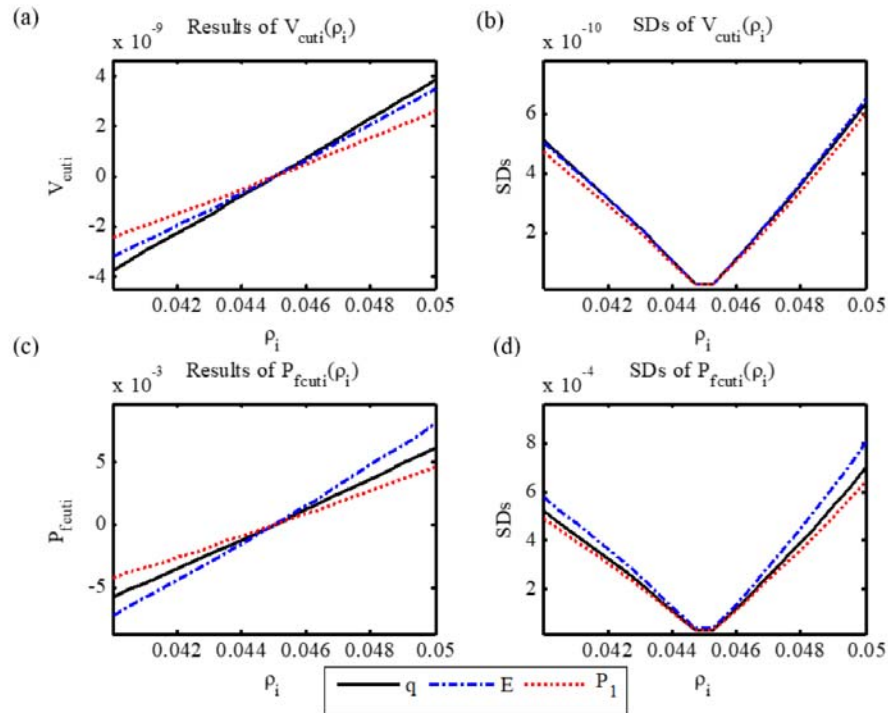 (a)
x 10⁻⁹
Results of V_cuti(ρ_i)
4
2
0
-2
-4
V_cuti
0.042 0.044 0.046 0.048 0.05
ρ_i
(b)
x 10⁻¹⁰
SDs of V_cuti(ρ_i)
6
4
2
SDs
0.042 0.044 0.046 0.048 0.05
ρ_i
(c)
x 10⁻³
Results of P_fcuti(ρ_i)
5
0
-5
P_fcuti
0.042 0.044 0.046 0.048 0.05
ρ_i
(d)
x 10⁻⁴
SDs of P_fcuti(ρ_i)
8
6
4
2
SDs
0.042 0.044 0.046 0.048 0.05
ρ_i
q E P_1